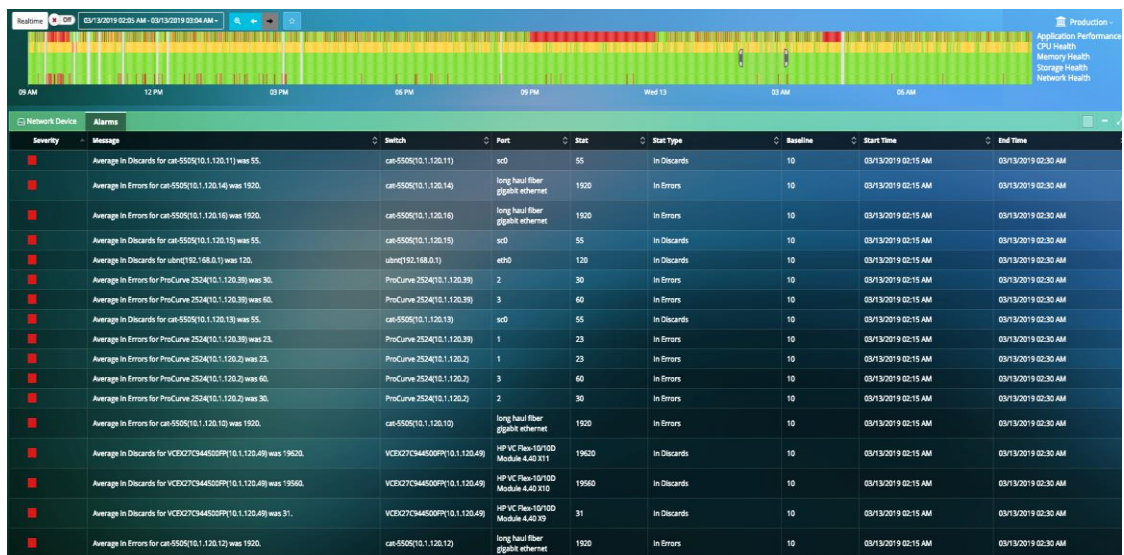 Realtime Off 03/13/2019 02:05 AM - 03/13/2019 03:04 AM Production
Application Performance
CPU Health
Memory Health
Storage Health
Network Health
09 AM 12 PM 03 PM 06 PM 09 PM Wed 13 03 AM 06 AM
Network Device Alarms
Severity Message Switch Port Stat Stat Type Baseline Start Time End Time
Average In Discards for cat-5505(10.1.120.11) was 55. cat-5505(10.1.120.11) sc0 55 In Discards 10 03/13/2019 02:15 AM 03/13/2019 02:30 AM
Average In Errors for cat-5505(10.1.120.14) was 1920. cat-5505(10.1.120.14) long haul fiber gigabit ethernet 1920 In Errors 10 03/13/2019 02:15 AM 03/13/2019 02:30 AM
Average In Errors for cat-5505(10.1.120.16) was 1920. cat-5505(10.1.120.16) long haul fiber gigabit ethernet 1920 In Errors 10 03/13/2019 02:15 AM 03/13/2019 02:30 AM
Average In Discards for cat-5505(10.1.120.15) was 55. cat-5505(10.1.120.15) sc0 55 In Discards 10 03/13/2019 02:15 AM 03/13/2019 02:30 AM
Average In Discards for ubnt(192.168.0.1) was 120. ubnt(192.168.0.1) eth0 120 In Discards 10 03/13/2019 02:15 AM 03/13/2019 02:30 AM
Average In Errors for ProCurve 2524(10.1.120.39) was 30. ProCurve 2524(10.1.120.39) 2 30 In Errors 10 03/13/2019 02:15 AM 03/13/2019 02:30 AM
Average In Errors for ProCurve 2524(10.1.120.39) was 60. ProCurve 2524(10.1.120.39) 3 60 In Errors 10 03/13/2019 02:15 AM 03/13/2019 02:30 AM
Average In Discards for cat-5505(10.1.120.13) was 55. cat-5505(10.1.120.13) sc0 55 In Discards 10 03/13/2019 02:15 AM 03/13/2019 02:30 AM
Average In Errors for ProCurve 2524(10.1.120.39) was 23. ProCurve 2524(10.1.120.39) 1 23 In Errors 10 03/13/2019 02:15 AM 03/13/2019 02:30 AM
Average In Errors for ProCurve 2524(10.1.120.2) was 23. ProCurve 2524(10.1.120.2) 1 23 In Errors 10 03/13/2019 02:15 AM 03/13/2019 02:30 AM
Average In Errors for ProCurve 2524(10.1.120.2) was 60. ProCurve 2524(10.1.120.2) 3 60 In Errors 10 03/13/2019 02:15 AM 03/13/2019 02:30 AM
Average In Errors for ProCurve 2524(10.1.120.2) was 30. ProCurve 2524(10.1.120.2) 2 30 In Errors 10 03/13/2019 02:15 AM 03/13/2019 02:30 AM
Average In Errors for cat-5505(10.1.120.10) was 1920. cat-5505(10.1.120.10) long haul fiber gigabit ethernet 1920 In Errors 10 03/13/2019 02:15 AM 03/13/2019 02:30 AM
Average In Discards for VCEX27C944500FP(10.1.120.49) was 19620. VCEX27C944500FP(10.1.120.49) HP VC Flex-10/10D Module 4.40 X11 19620 In Discards 10 03/13/2019 02:15 AM 03/13/2019 02:30 AM
Average In Discards for VCEX27C944500FP(10.1.120.49) was 19560. VCEX27C944500FP(10.1.120.49) HP VC Flex-10/10D Module 4.40 X10 19560 In Discards 10 03/13/2019 02:15 AM 03/13/2019 02:30 AM
Average In Discards for VCEX27C944500FP(10.1.120.49) was 31. VCEX27C944500FP(10.1.120.49) HP VC Flex-10/10D Module 4.40 X9 31 In Discards 10 03/13/2019 02:15 AM 03/13/2019 02:30 AM
Average In Errors for cat-5505(10.1.120.12) was 1920. cat-5505(10.1.120.12) long haul fiber gigabit ethernet 1920 In Errors 10 03/13/2019 02:15 AM 03/13/2019 02:30 AM